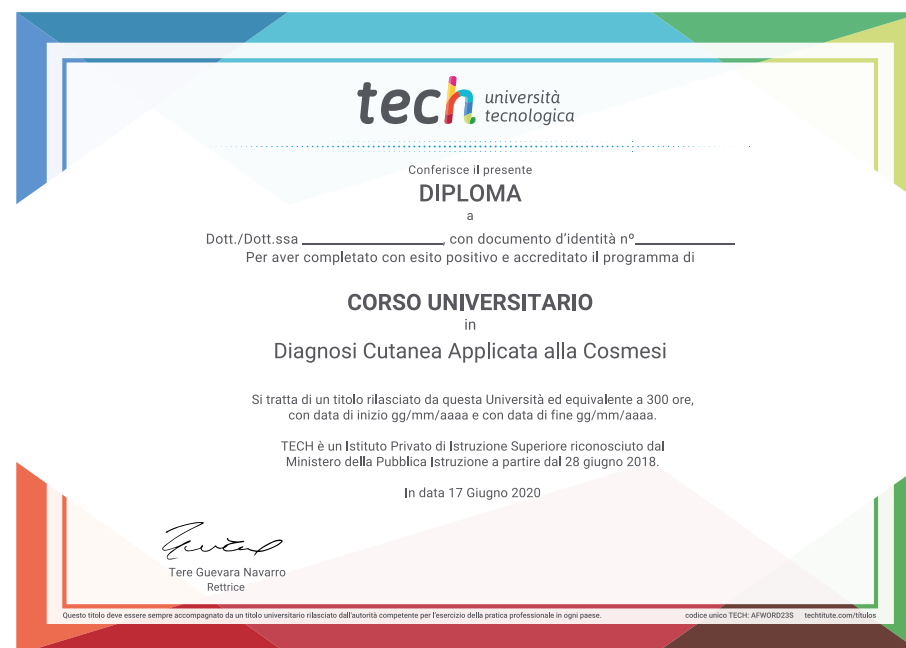 tech università
tecnologica
Conferisce il presente
DIPLOMA
a
Dott./Dott.ssa ____________________, con documento d'identità nº______________
Per aver completato con esito positivo e accreditato il programma di
CORSO UNIVERSITARIO
in
Diagnosi Cutanea Applicata alla Cosmesi
Si tratta di un titolo rilasciato da questa Università ed equivalente a 300 ore,
con data di inizio gg/mm/aaaa e con data di fine gg/mm/aaaa.
TECH è un Istituto Privato di Istruzione Superiore riconosciuto dal
Ministero della Pubblica Istruzione a partire dal 28 giugno 2018.
In data 17 Giugno 2020
Tere Guevara Navarro
Rettrice
Questo titolo deve essere sempre accompagnato da un titolo universitario rilasciato dall'autorità competente per l'esercizio della pratica professionale in ogni paese. codice unico TECH: AFWORD23S techtitute.com/titulos